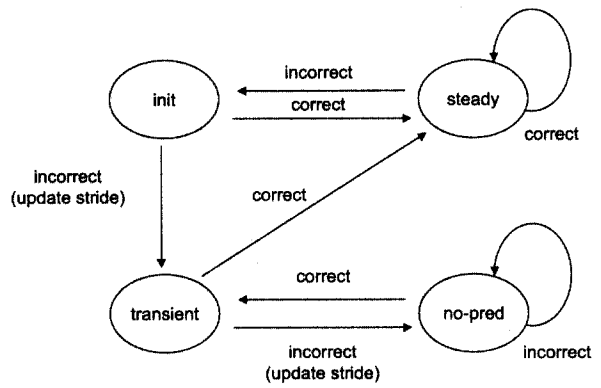 incorrect
init
correct
steady
correct
incorrect
(update stride)
correct
correct
transient
no-pred
incorrect
(update stride)
incorrect